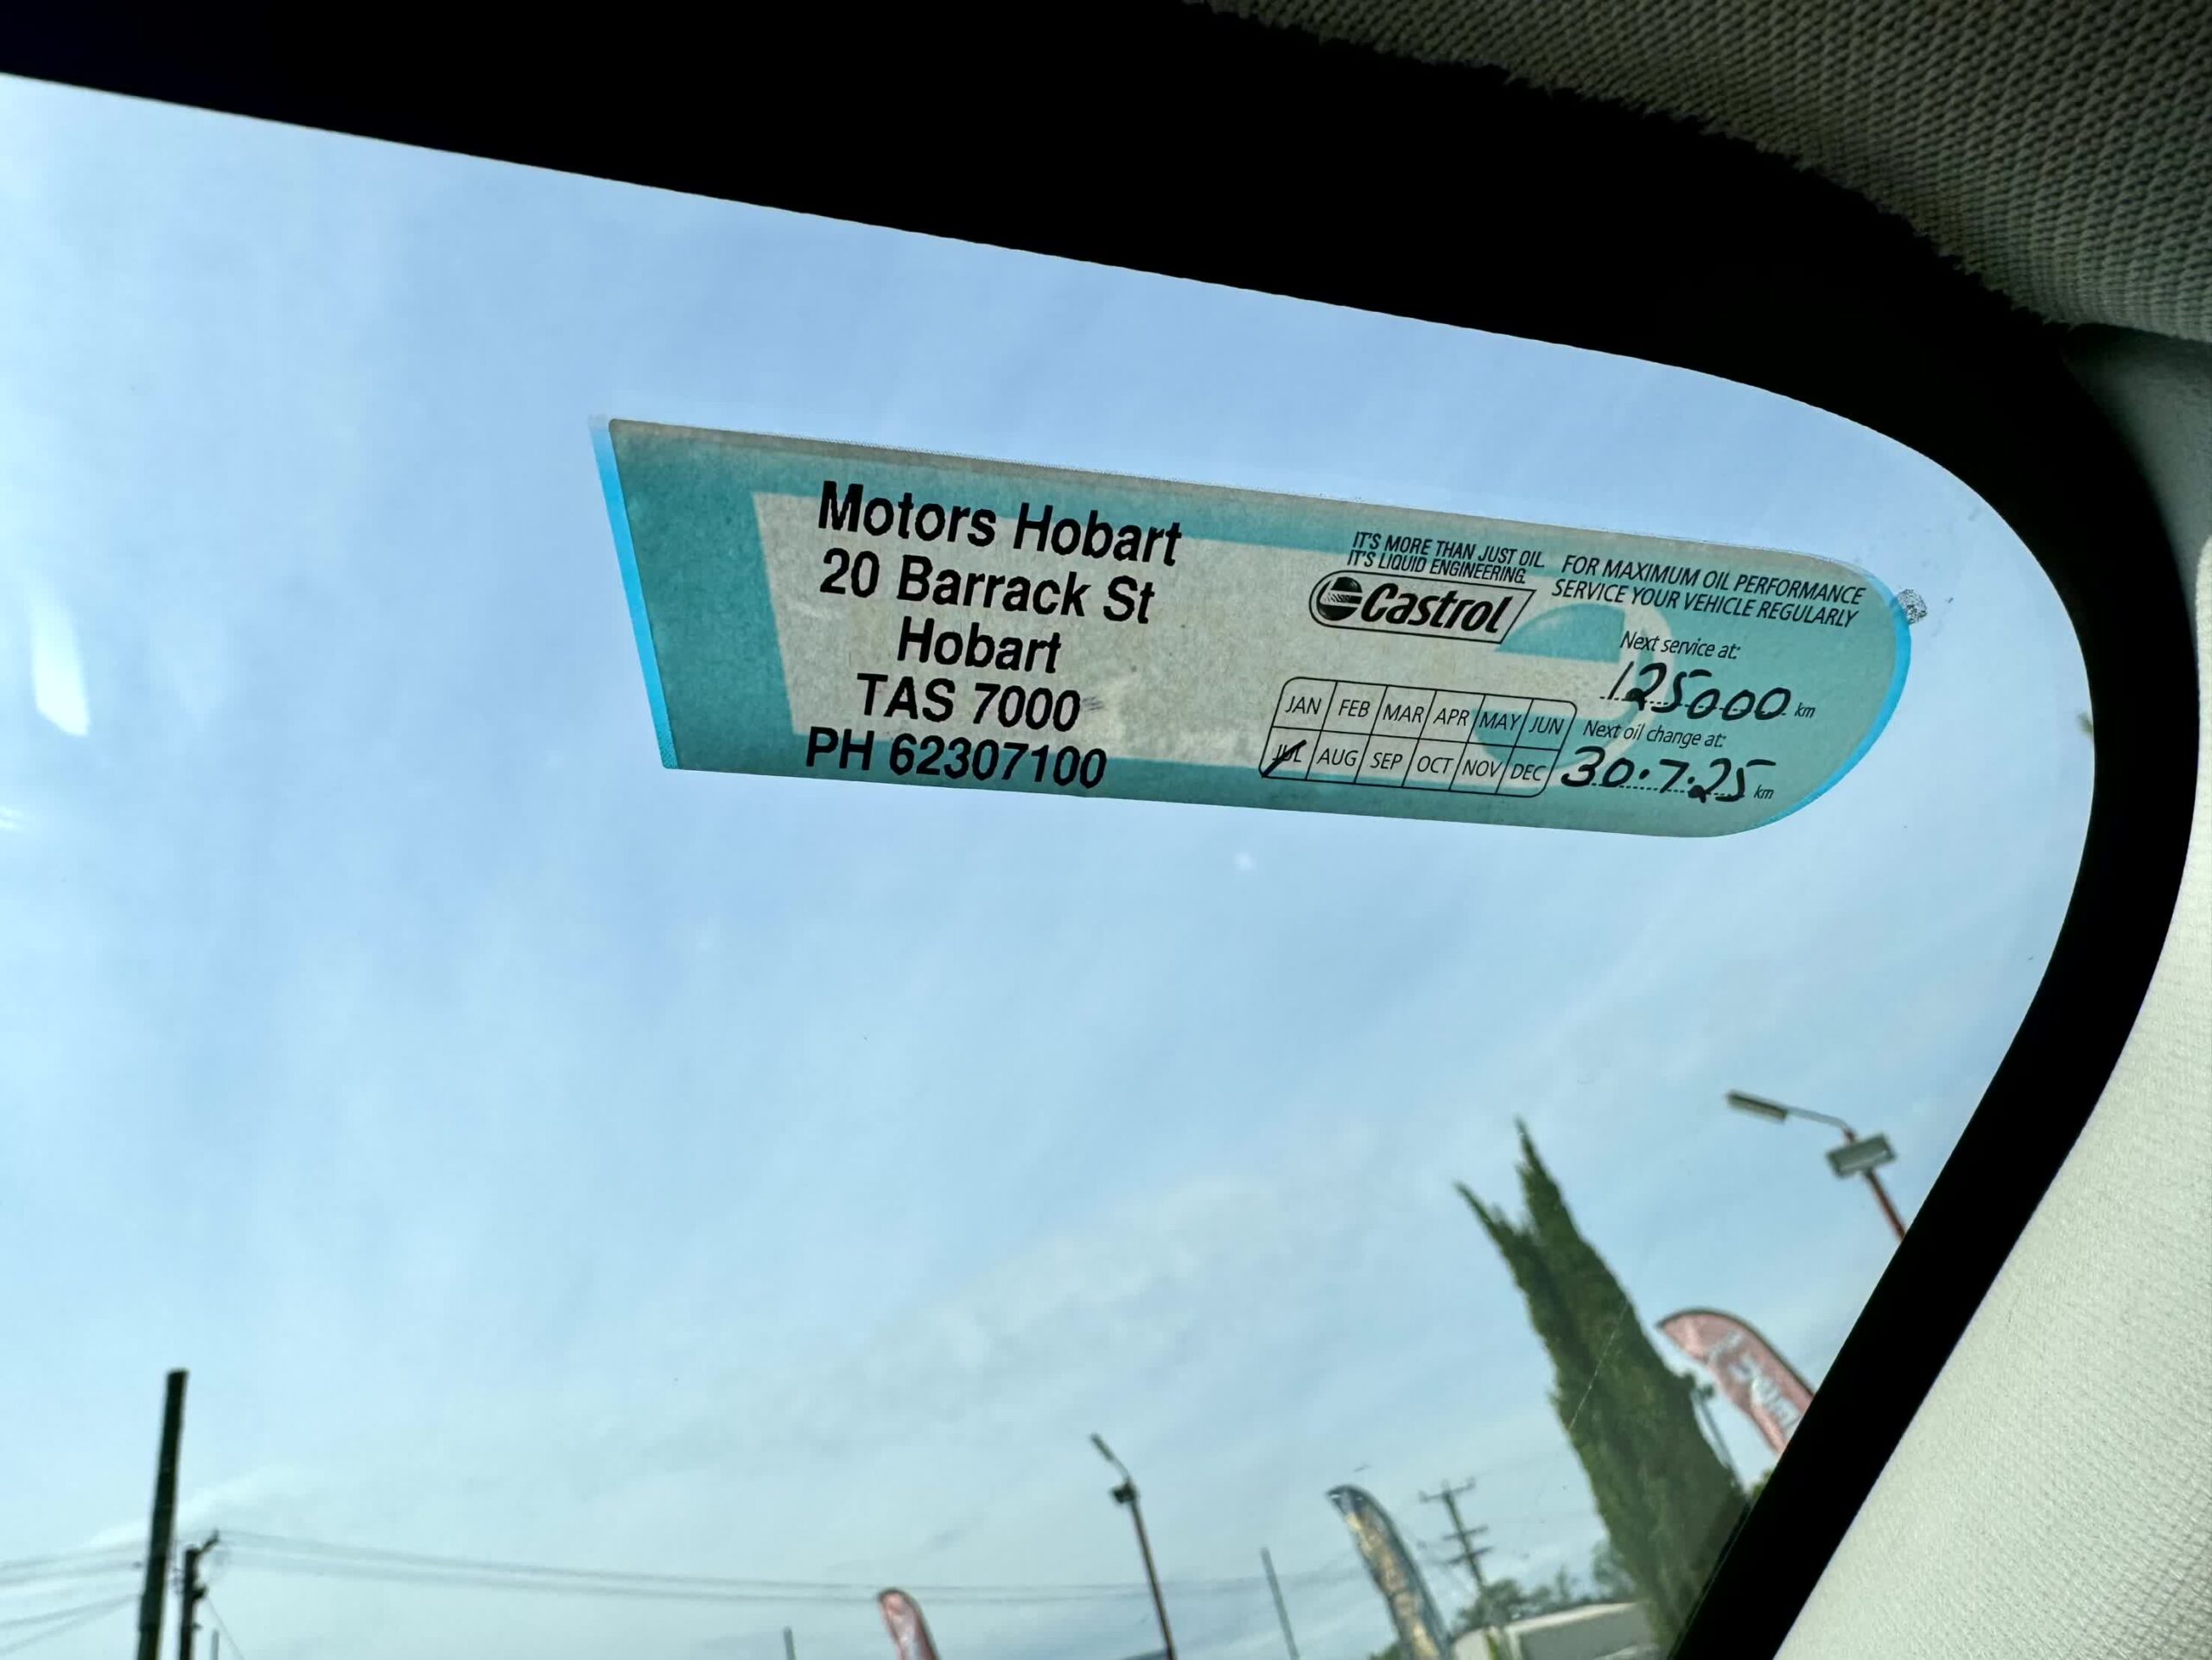 Motors Hobart
20 Barrack St
Hobart
TAS 7000
PH 62307100
IT'S MORE THAN JUST OIL.
IT'S LIQUID ENGINEERING.
Castrol
FOR MAXIMUM OIL PERFORMANCE
SERVICE YOUR VEHICLE REGULARLY
Next service at:
125000 km
JAN FEB MAR APR MAY JUN
JUL AUG SEP OCT NOV DEC
Next oil change at:
30.7.25 km